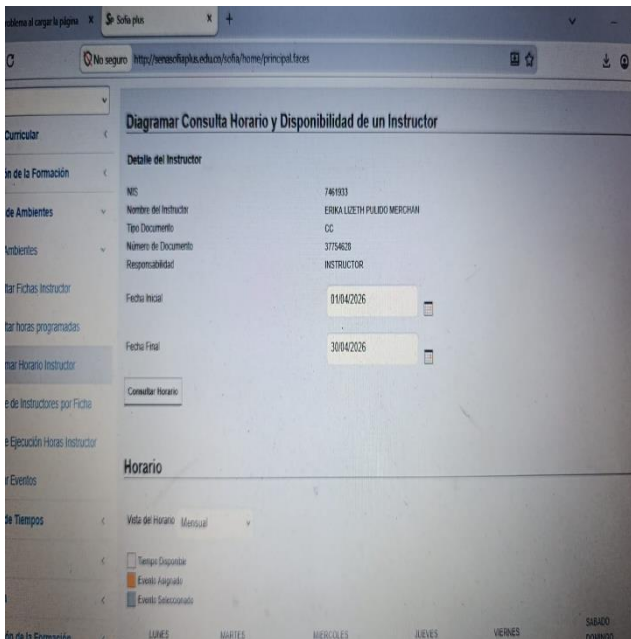 oblema al cargar la página X Sofia plus X +
No seguro http://senasofiaplus.edu.co/sofia/home/principal.faces
Curricular
ón de la Formación
de Ambientes
Ambientes
tar Fichas Instructor
tar horas programadas
mar Horario Instructor
e de Instructores por Ficha
e Ejecución Horas Instructor
r Eventos
de Tiempos
ón de la Formación
Diagramar Consulta Horario y Disponibilidad de un Instructor
Detalle del Instructor
NIS 7461933
Nombre del Instructor ERIKA LIZETH PULIDO MERCHAN
Tipo Documento CC
Número de Documento 37754628
Responsabilidad INSTRUCTOR
Fecha Inicial 01/04/2026
Fecha Final 30/04/2026
Consultar Horario
Horario
Vista del Horario Mensual
Tiempo Disponible
Evento Asignado
Evento Seleccionado
LUNES MARTES MIERCOLES JUEVES VIERNES SABADO
DOMINGO